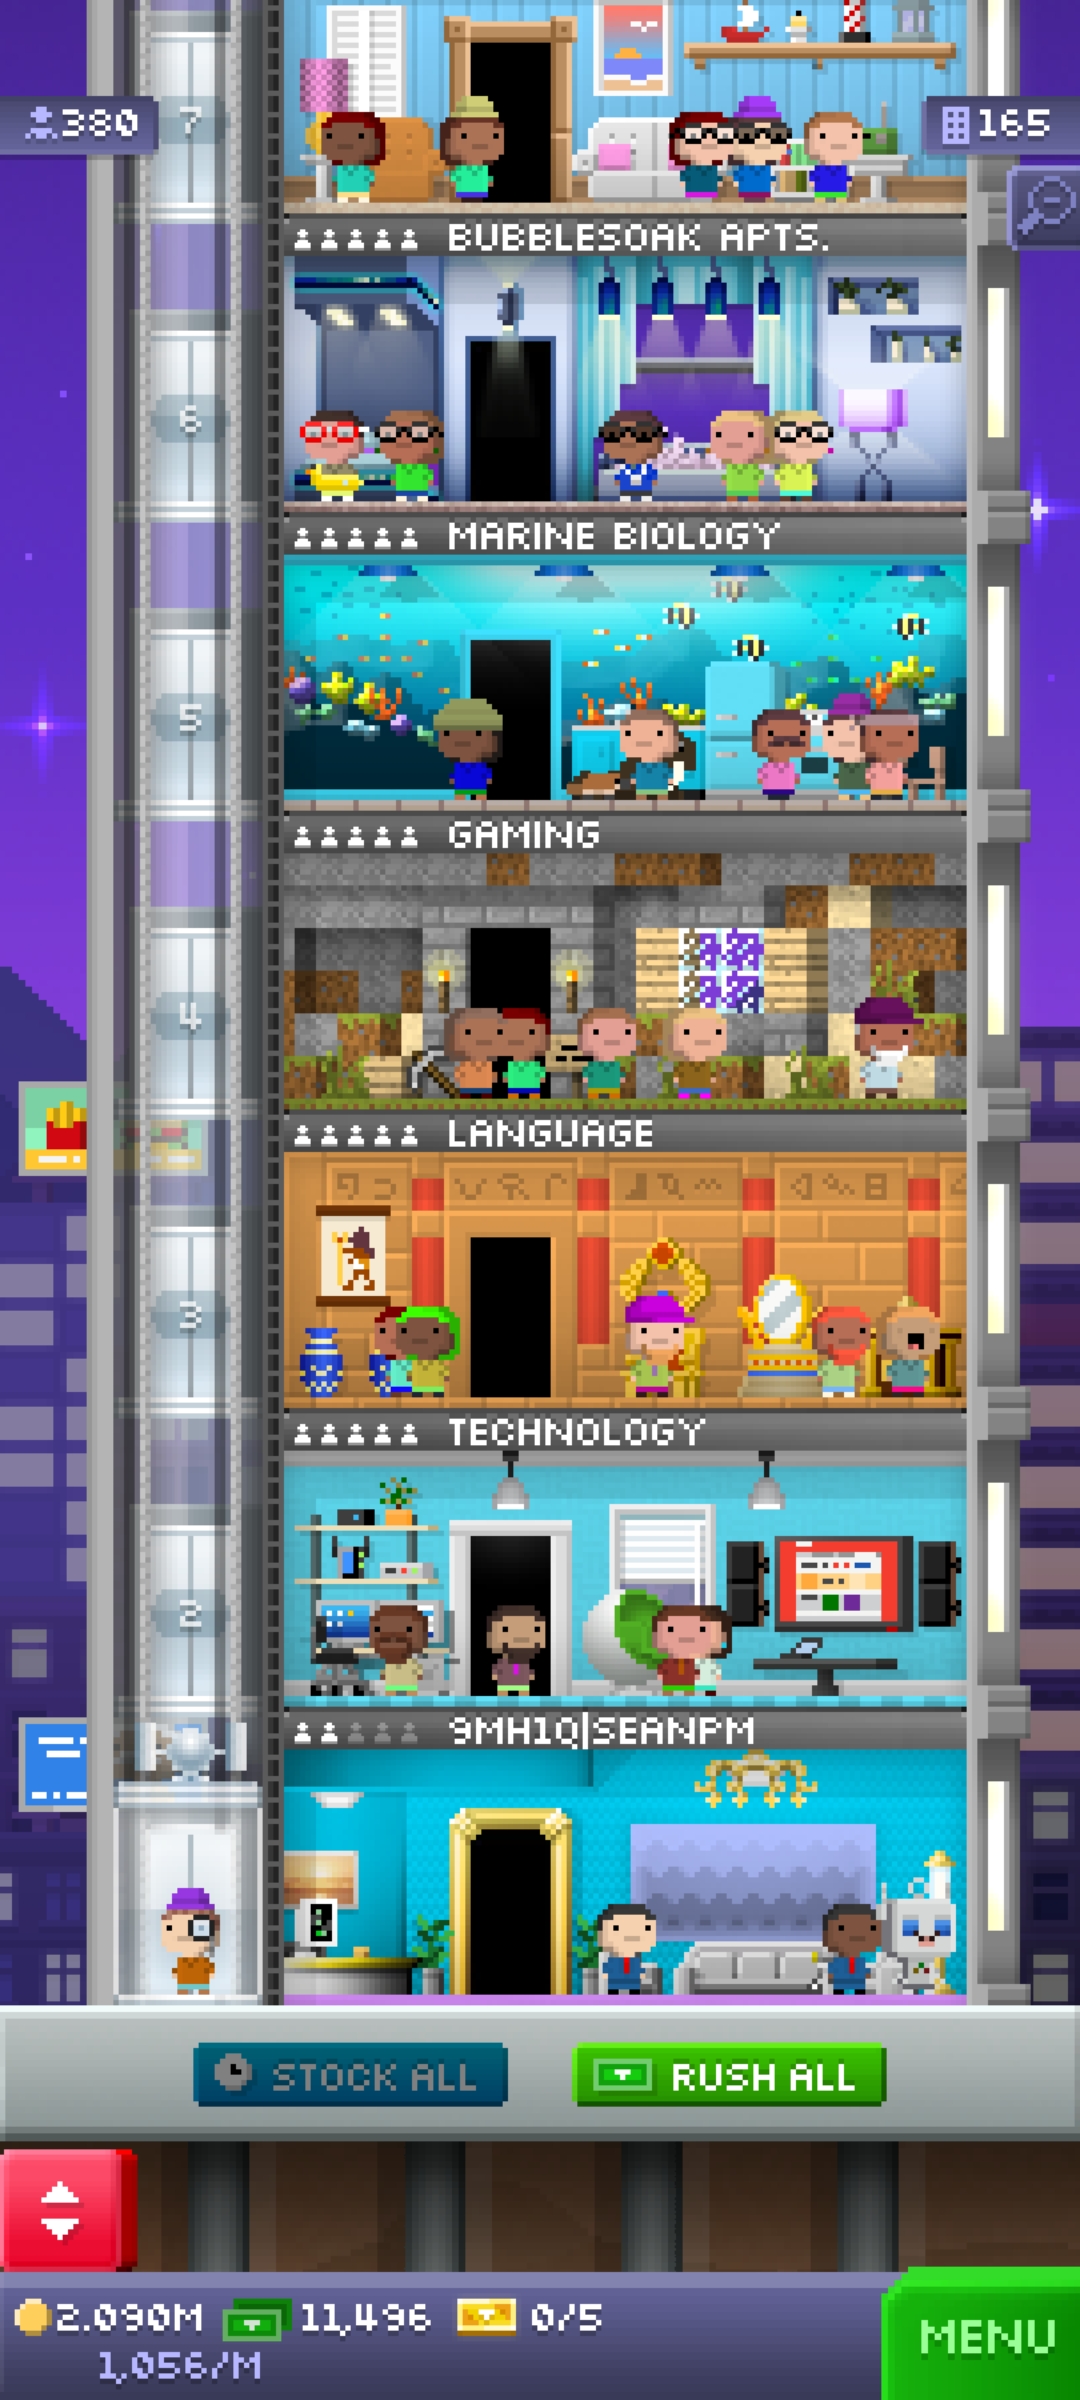 380
7
165
BUBBLESOAK APTS.
6
MARINE BIOLOGY
5
GAMING
4
LANGUAGE
3
TECHNOLOGY
2
9MH1Q|SEANPM
STOCK ALL
RUSH ALL
2.090M 11,496 0/5
1,056/M
MENU